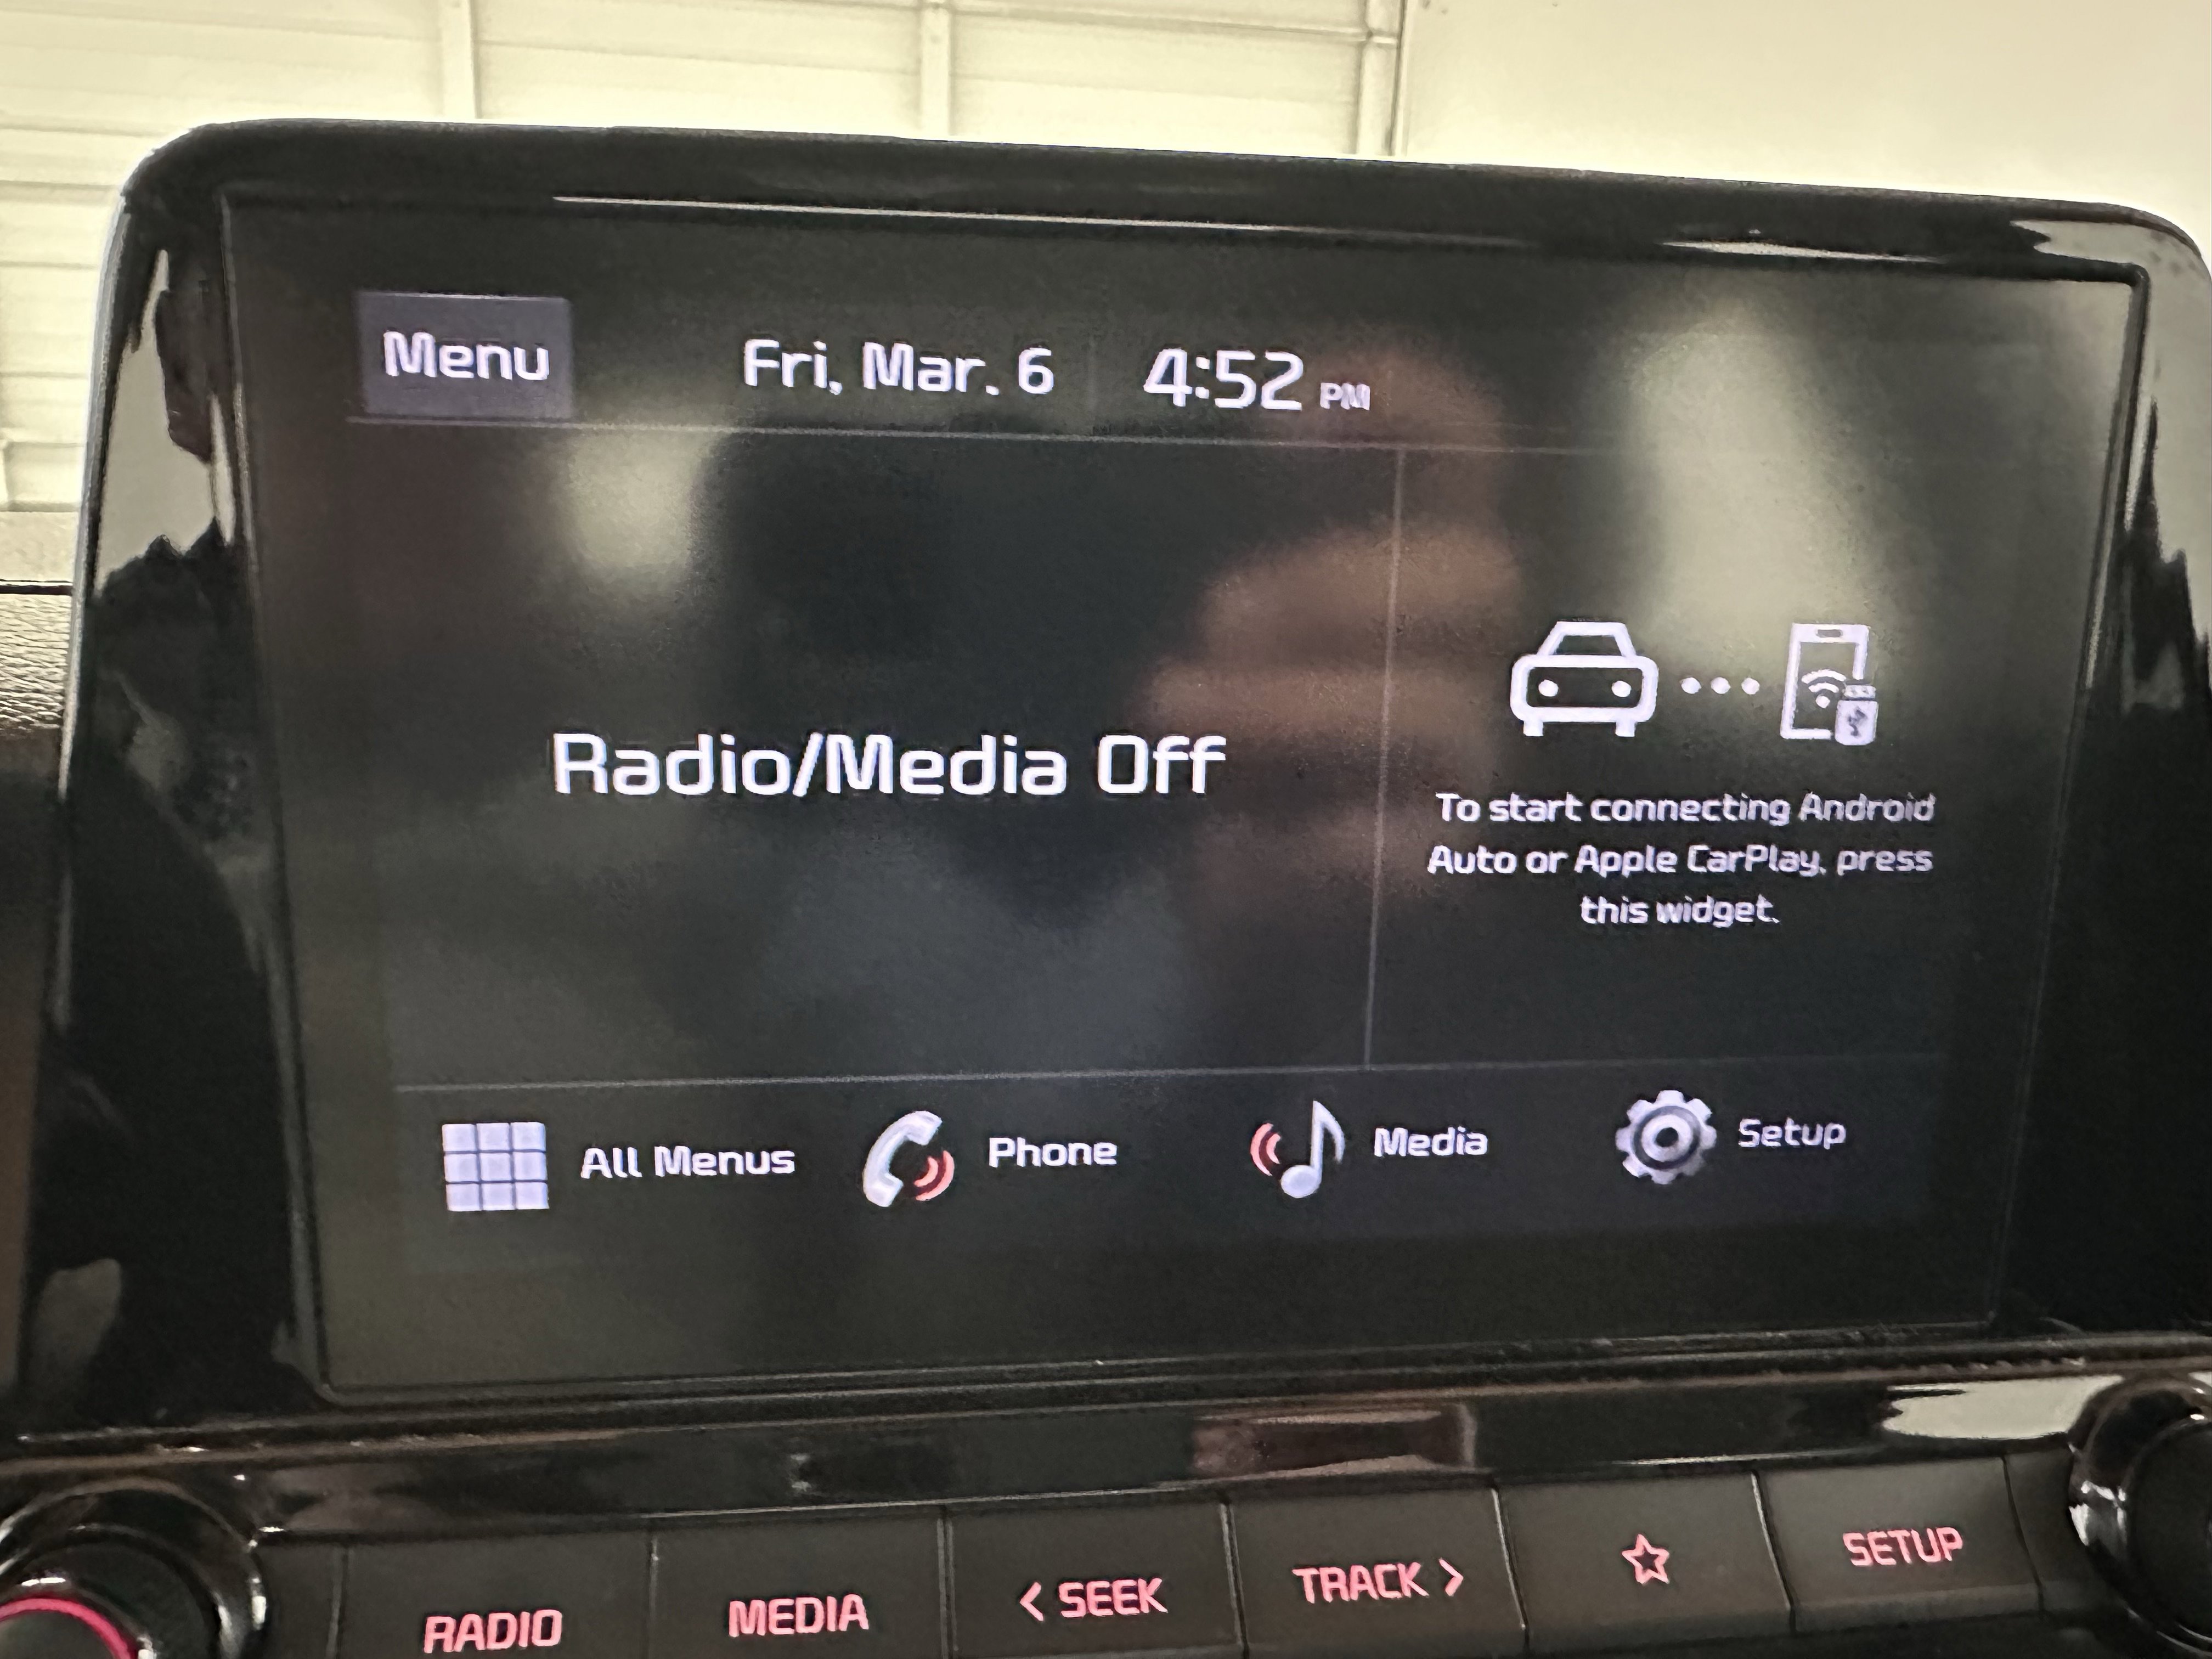 Menu Fri, Mar. 6 4:52 PM
Radio/Media Off
To start connecting Android
Auto or Apple CarPlay, press
this widget.
All Menus Phone Media Setup
RADIO MEDIA < SEEK TRACK > SETUP